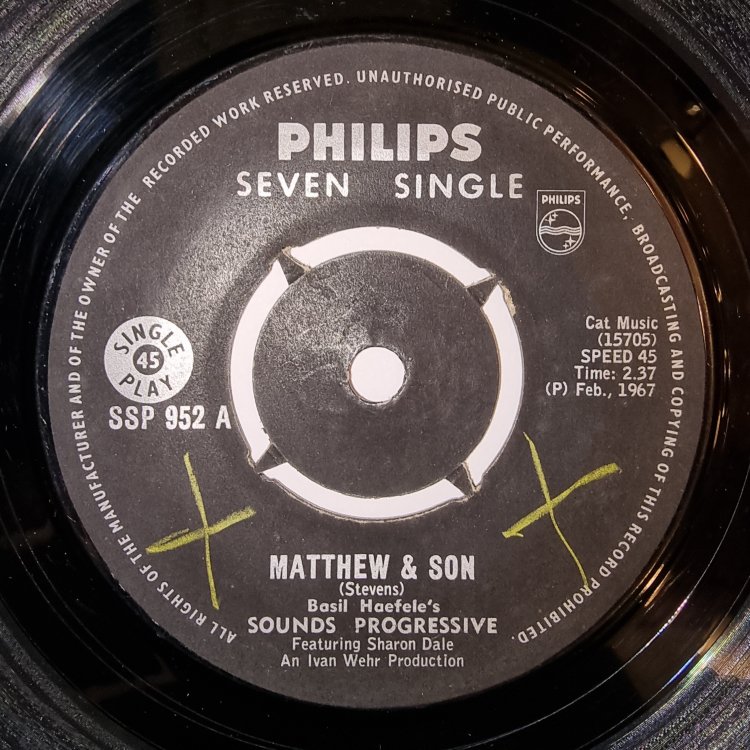 ALL RIGHTS OF THE MANUFACTURER AND OF THE OWNER OF THE RECORDED WORK RESERVED. UNAUTHORISED PUBLIC PERFORMANCE, BROADCASTING AND COPYING OF THIS RECORD PROHIBITED.
PHILIPS
SEVEN SINGLE
PHILIPS
Cat Music
(15705)
SPEED 45
Time: 2.37
(P) Feb., 1967
SINGLE
45
PLAY
SSP 952 A
MATTHEW & SON
(Stevens)
Basil Haefele's
SOUNDS PROGRESSIVE
Featuring Sharon Dale
An Ivan Wehr Production